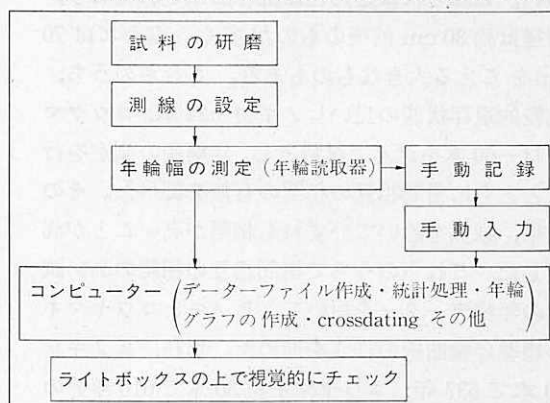 試料の研磨
測線の設定
年輪幅の測定(年輪読取器)
手動記録
手動入力
コンピューター(データーファイル作成・統計処理・年輪
グラフの作成・crossdating その他)
ライトボックスの上で視覚的にチェック